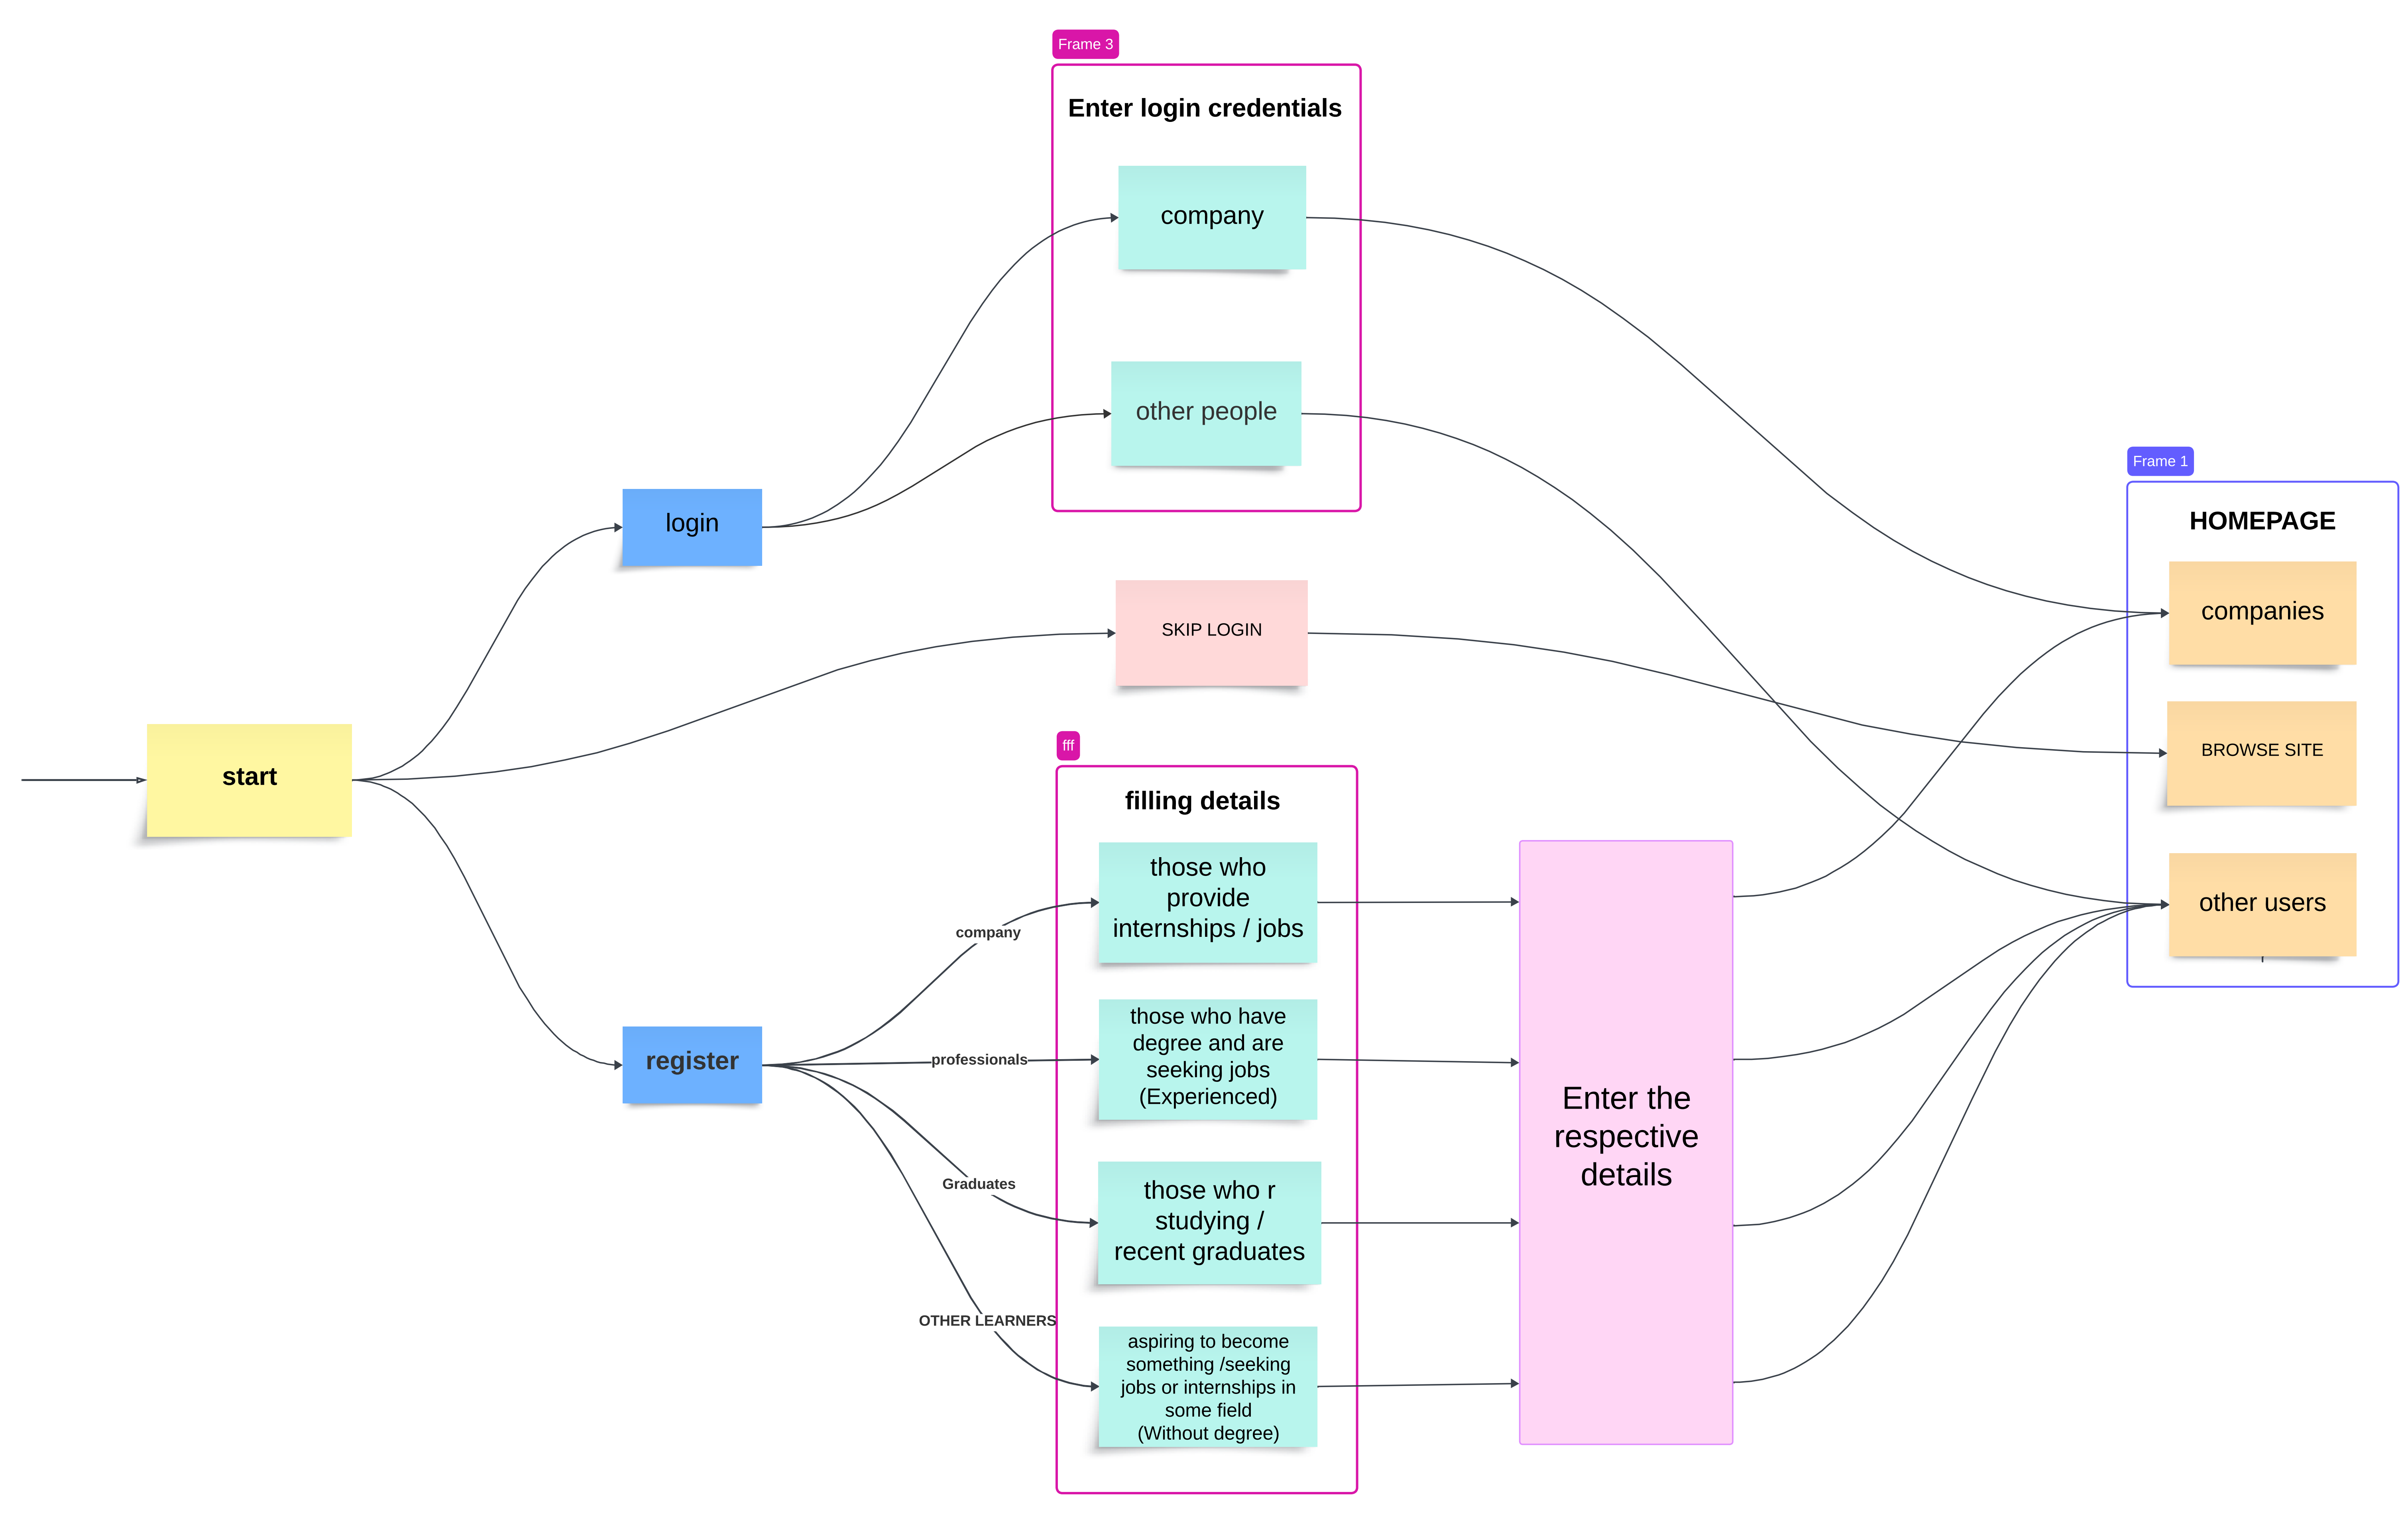 Frame 3
Enter login credentials
company
other people
login
SKIP LOGIN
start
register
company
professionals
Graduates
OTHER LEARNERS
fff
filling details
those who
provide
internships / jobs
those who have
degree and are
seeking jobs
(Experienced)
those who r
studying /
recent graduates
aspiring to become
something /seeking
jobs or internships in
some field
(Without degree)
Enter the
respective
details
Frame 1
HOMEPAGE
companies
BROWSE SITE
other users